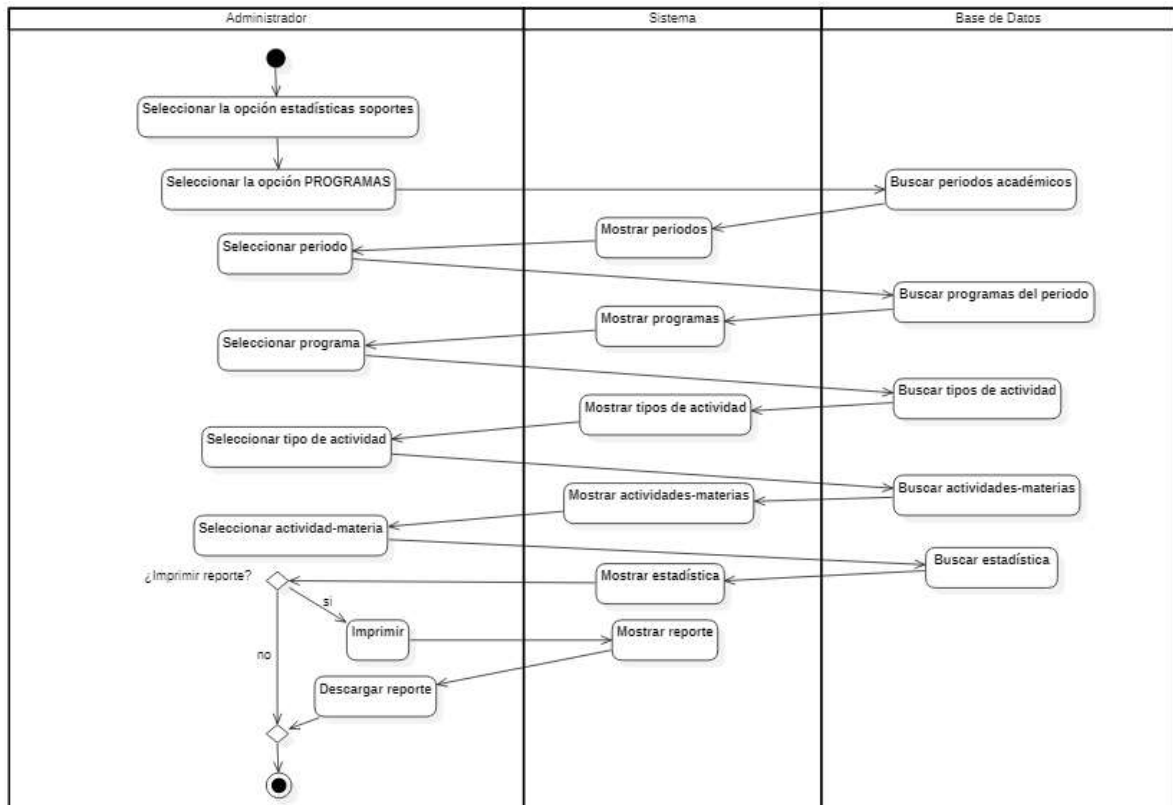 Administrador
Sistema
Base de Datos
Seleccionar la opción estadísticas soportes
Seleccionar la opción PROGRAMAS
Buscar periodos académicos
Mostrar periodos
Seleccionar periodo
Buscar programas del periodo
Mostrar programas
Seleccionar programa
Buscar tipos de actividad
Mostrar tipos de actividad
Seleccionar tipo de actividad
Buscar actividades-materias
Mostrar actividades-materias
Seleccionar actividad-materia
Buscar estadística
Mostrar estadística
¿Imprimir reporte?
si
Imprimir
Mostrar reporte
no
Descargar reporte